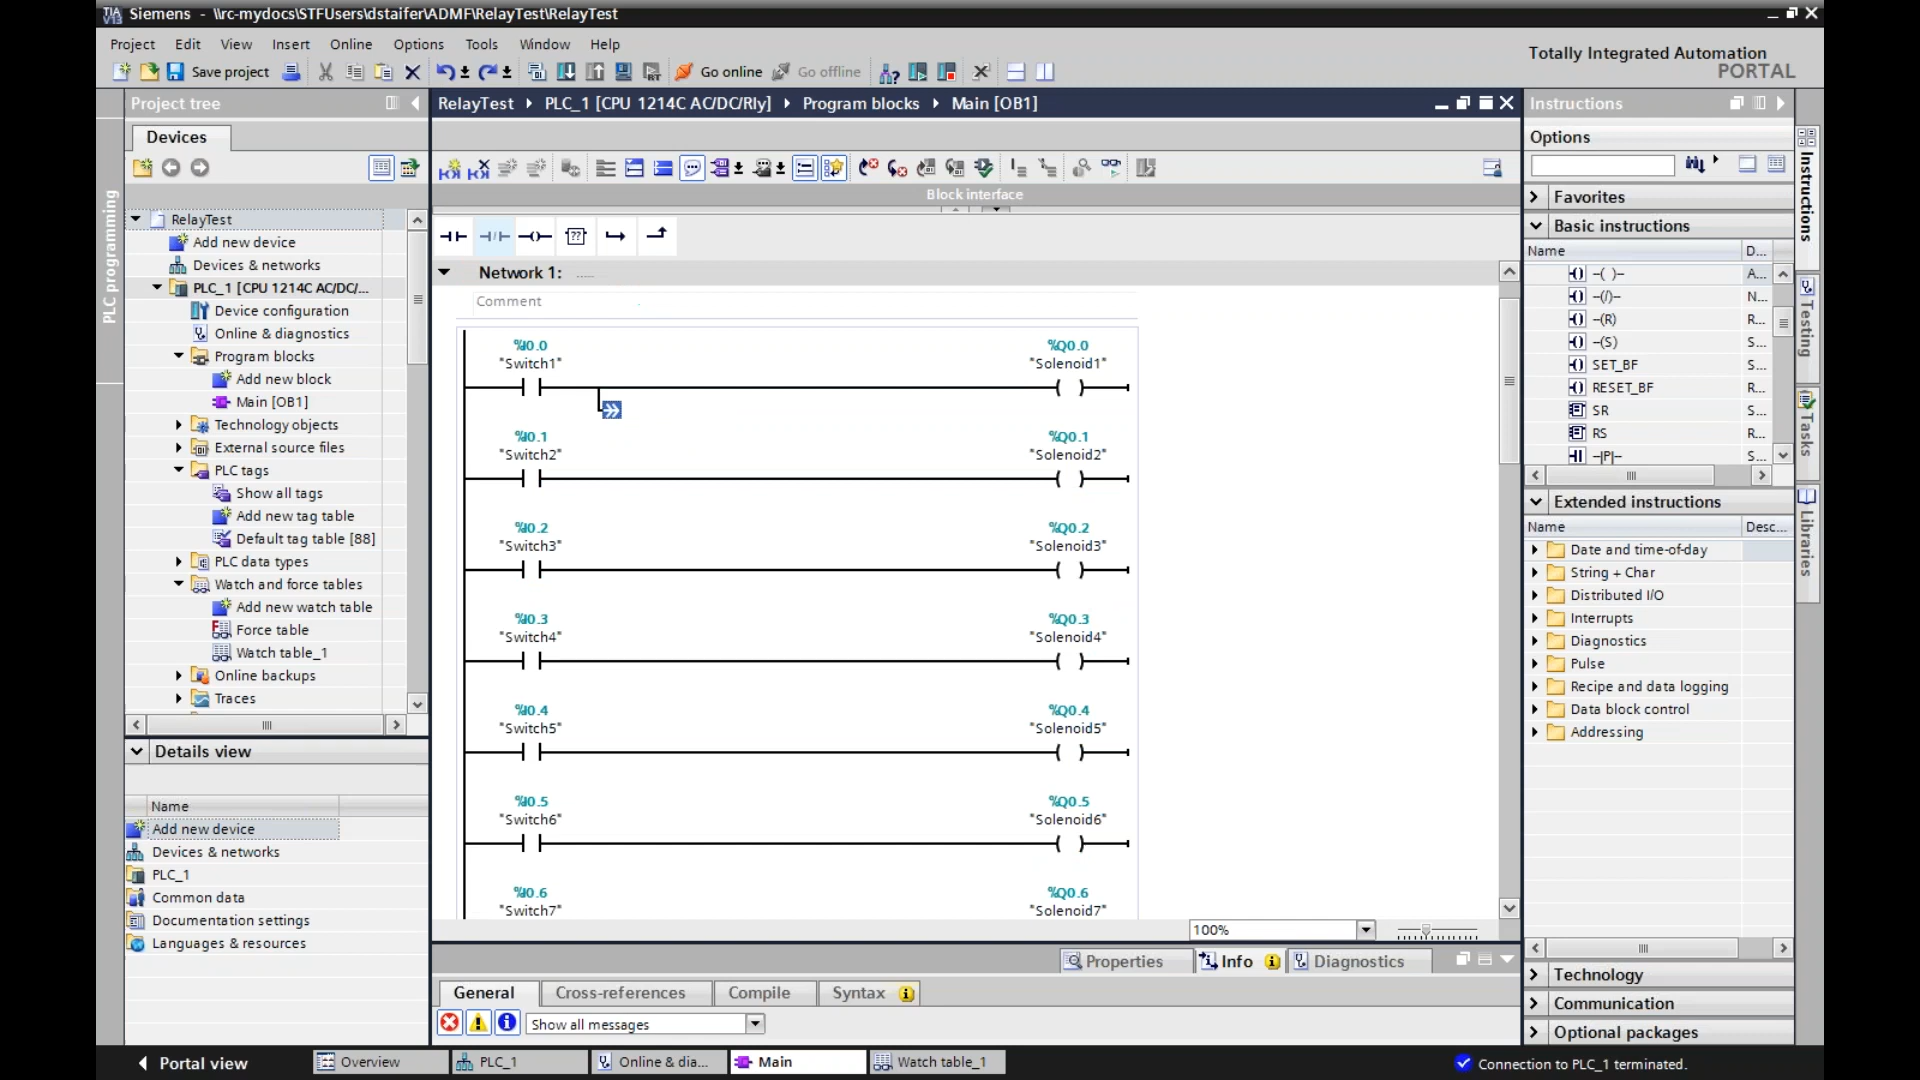 TIA V13 Siemens - \\rc-mydocs\STFUsers\dstaifer\ADMF\RelayTest\RelayTest
Project Edit View Insert Online Options Tools Window Help
Totally Integrated Automation
PORTAL
Save project Go online Go offline
Project tree
RelayTest PLC_1 [CPU 1214C AC/DC/Rly] Program blocks Main [OB1]
Instructions
Devices
Options
Block interface
PLC programming
RelayTest
Add new device
Devices & networks
PLC_1 [CPU 1214C AC/DC/...
Device configuration
Online & diagnostics
Program blocks
Add new block
Main [OB1]
Technology objects
External source files
PLC tags
Show all tags
Add new tag table
Default tag table [88]
PLC data types
Watch and force tables
Add new watch table
Force table
Watch table_1
Online backups
Traces
Details view
Name
Add new device
Devices & networks
PLC_1
Common data
Documentation settings
Languages & resources
??
Network 1: .....
Comment
%I0.0 %Q0.0
"Switch1" "Solenoid1"
%I0.1 %Q0.1
"Switch2" "Solenoid2"
%I0.2 %Q0.2
"Switch3" "Solenoid3"
%I0.3 %Q0.3
"Switch4" "Solenoid4"
%I0.4 %Q0.4
"Switch5" "Solenoid5"
%I0.5 %Q0.5
"Switch6" "Solenoid6"
%I0.6 %Q0.6
"Switch7" "Solenoid7"
100%
Properties Info Diagnostics
General Cross-references Compile Syntax
Show all messages
Favorites
Basic instructions
Name D...
-( )- A...
-(/)- N...
-(R) R...
-(S) S...
SET_BF S...
RESET_BF R...
SR S...
RS R...
-|P|- S...
Extended instructions
Name Desc...
Date and time-of-day
String + Char
Distributed I/O
Interrupts
Diagnostics
Pulse
Recipe and data logging
Data block control
Addressing
Technology
Communication
Optional packages
Instructions
Testing
Tasks
Libraries
Portal view Overview PLC_1 Online & dia... Main Watch table_1 Connection to PLC_1 terminated.